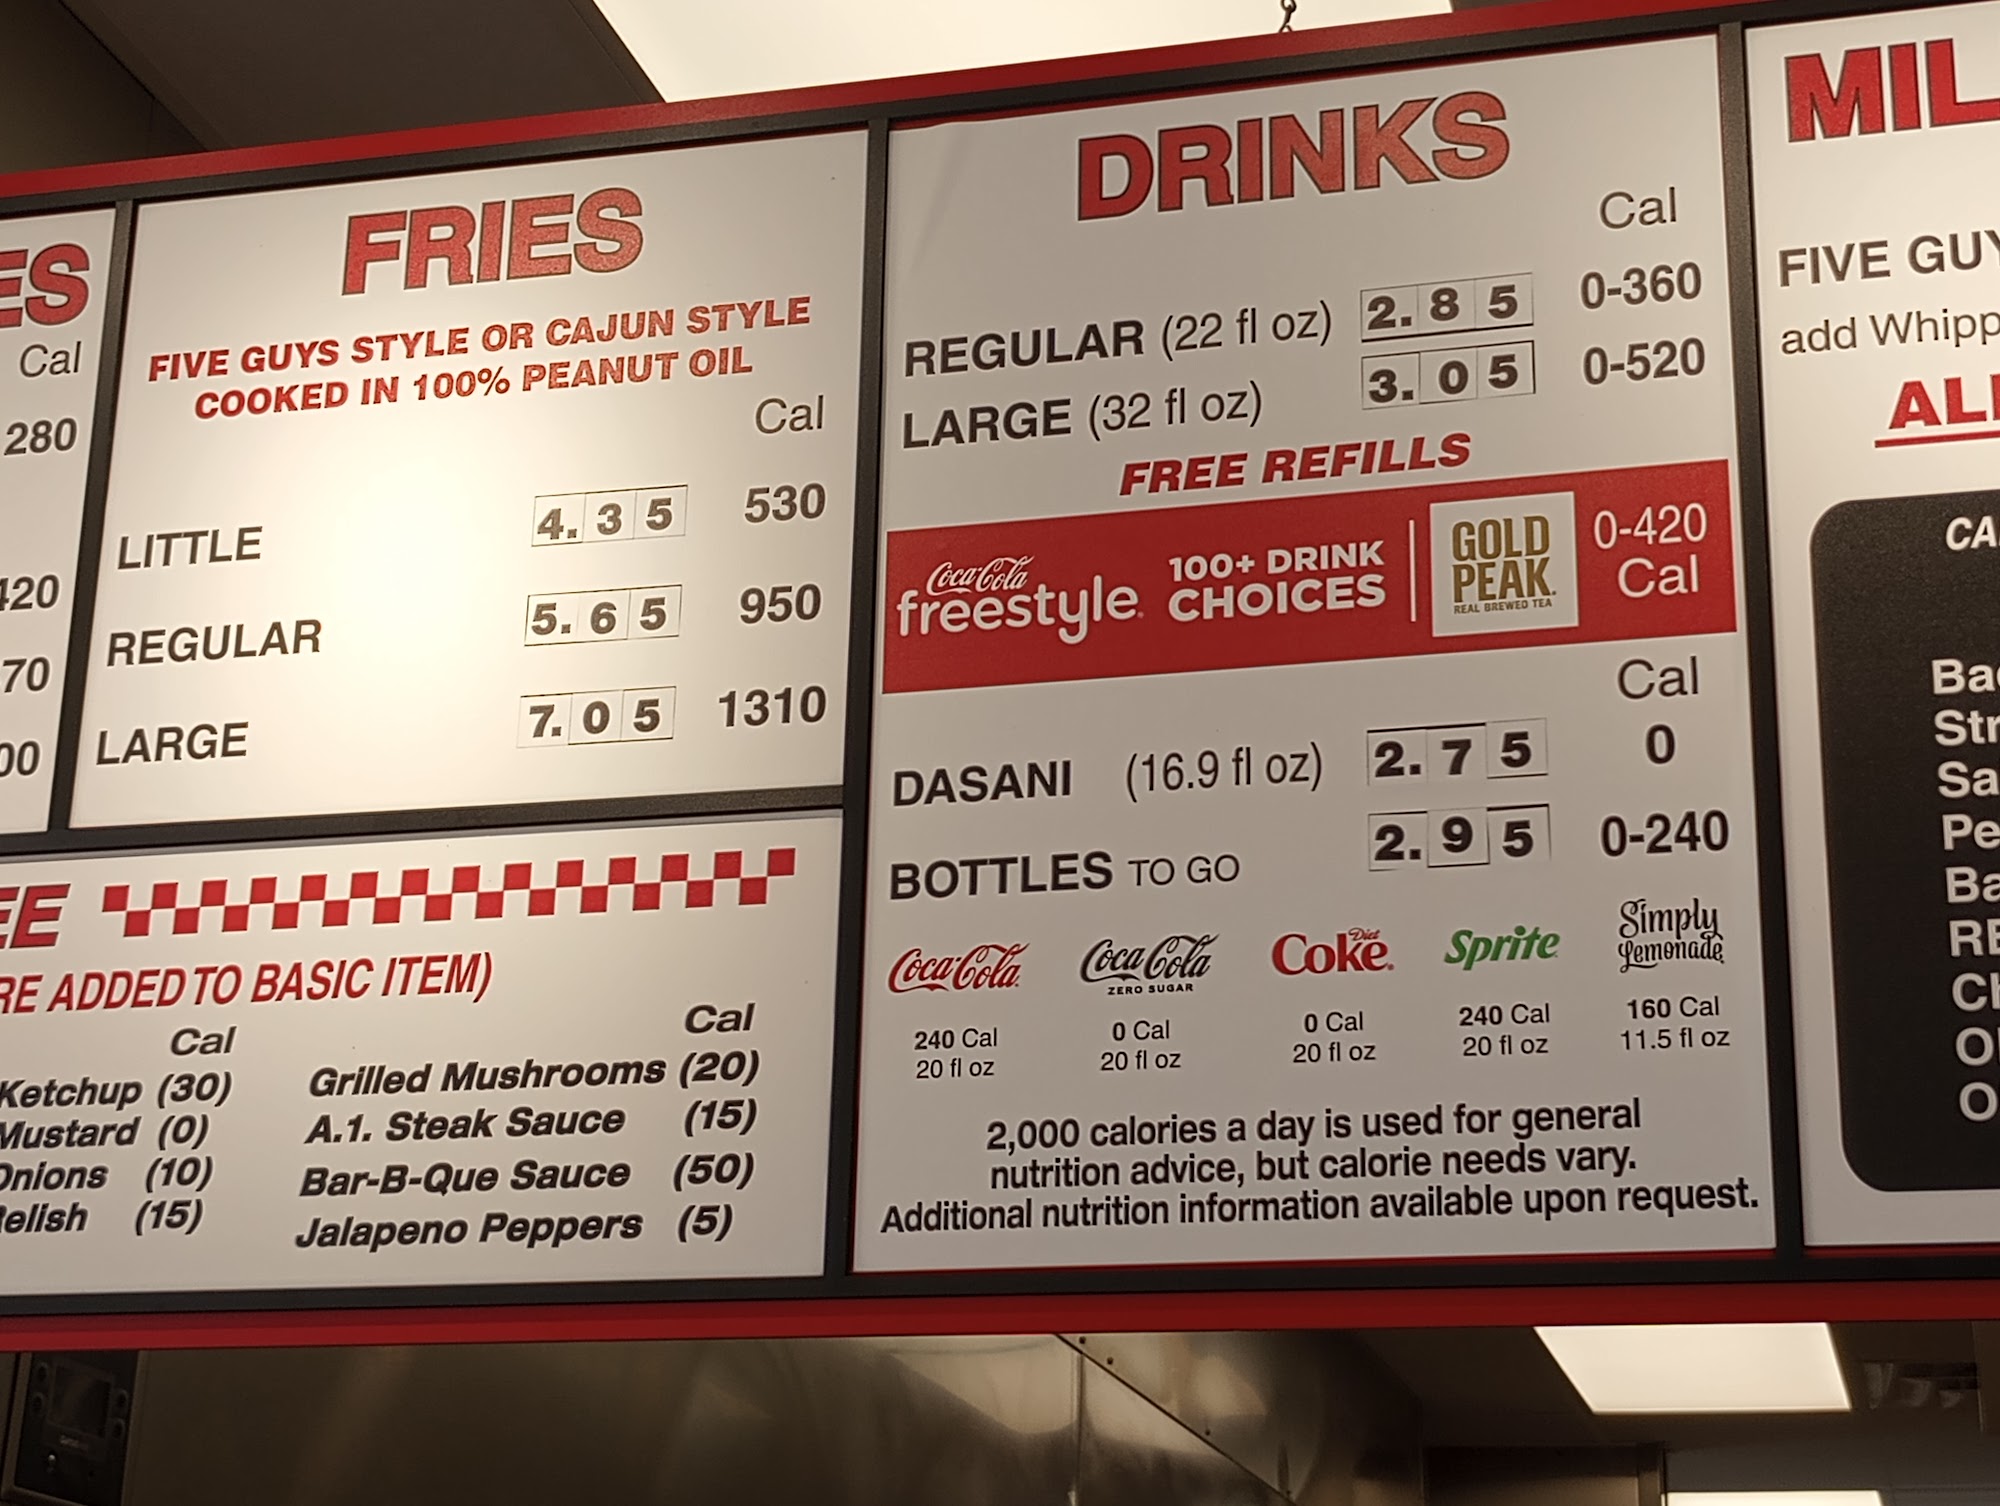 ES
Cal
280
420
70
00
FRIES
FIVE GUYS STYLE OR CAJUN STYLE
COOKED IN 100% PEANUT OIL
Cal
LITTLE 4.35 530
REGULAR 5.65 950
LARGE 7.05 1310
EE
RE ADDED TO BASIC ITEM)
Cal
Ketchup (30)
Mustard (0)
Onions (10)
elish (15)
Cal
Grilled Mushrooms (20)
A.1. Steak Sauce (15)
Bar-B-Que Sauce (50)
Jalapeno Peppers (5)
DRINKS
Cal
REGULAR (22 fl oz) 2.85 0-360
LARGE (32 fl oz) 3.05 0-520
FREE REFILLS
Coca-Cola
freestyle
100+ DRINK
CHOICES
GOLD
PEAK
REAL BREWED TEA
0-420
Cal
Cal
DASANI (16.9 fl oz) 2.75 0
BOTTLES TO GO 2.95 0-240
Coca-Cola
240 Cal
20 fl oz
Coca-Cola
ZERO SUGAR
0 Cal
20 fl oz
Diet
Coke
0 Cal
20 fl oz
Sprite
240 Cal
20 fl oz
Simply
Lemonade
160 Cal
11.5 fl oz
2,000 calories a day is used for general
nutrition advice, but calorie needs vary.
Additional nutrition information available upon request.
MIL
FIVE GUY
add Whipp
ALL
CA
Ba
Str
Sa
Pe
Ba
RE
Ch
O
O